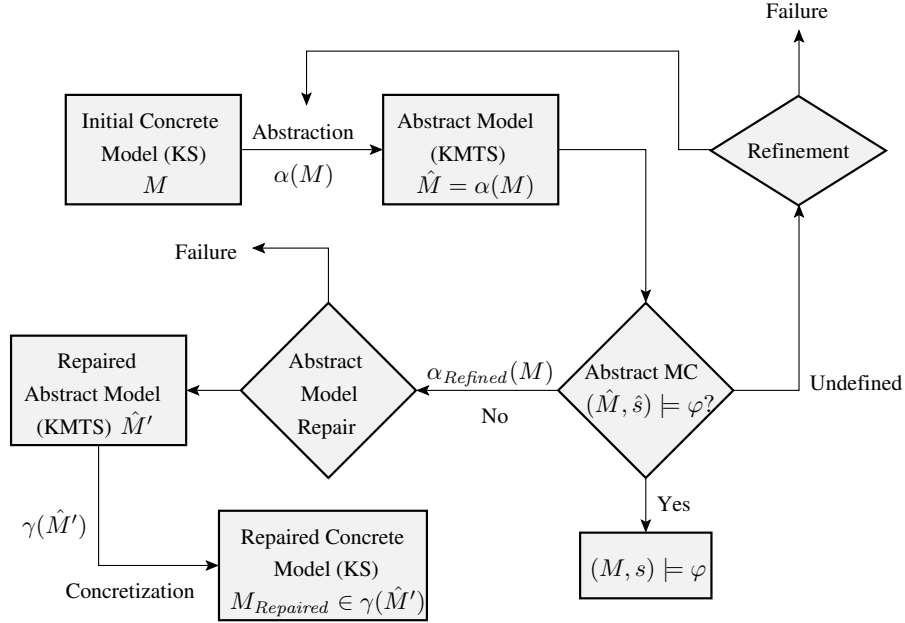 Failure
Initial Concrete
Model (KS)
M
Abstraction
α(M)
Abstract Model
(KMTS)
M̂ = α(M)
Refinement
Failure
Repaired
Abstract Model
(KMTS) M̂′
Abstract
Model
Repair
α_Refined(M)
No
Abstract MC
(M̂, ŝ) ⊨ φ?
Undefined
Yes
γ(M̂′)
Concretization
Repaired Concrete
Model (KS)
M_Repaired ∈ γ(M̂′)
(M, s) ⊨ φ